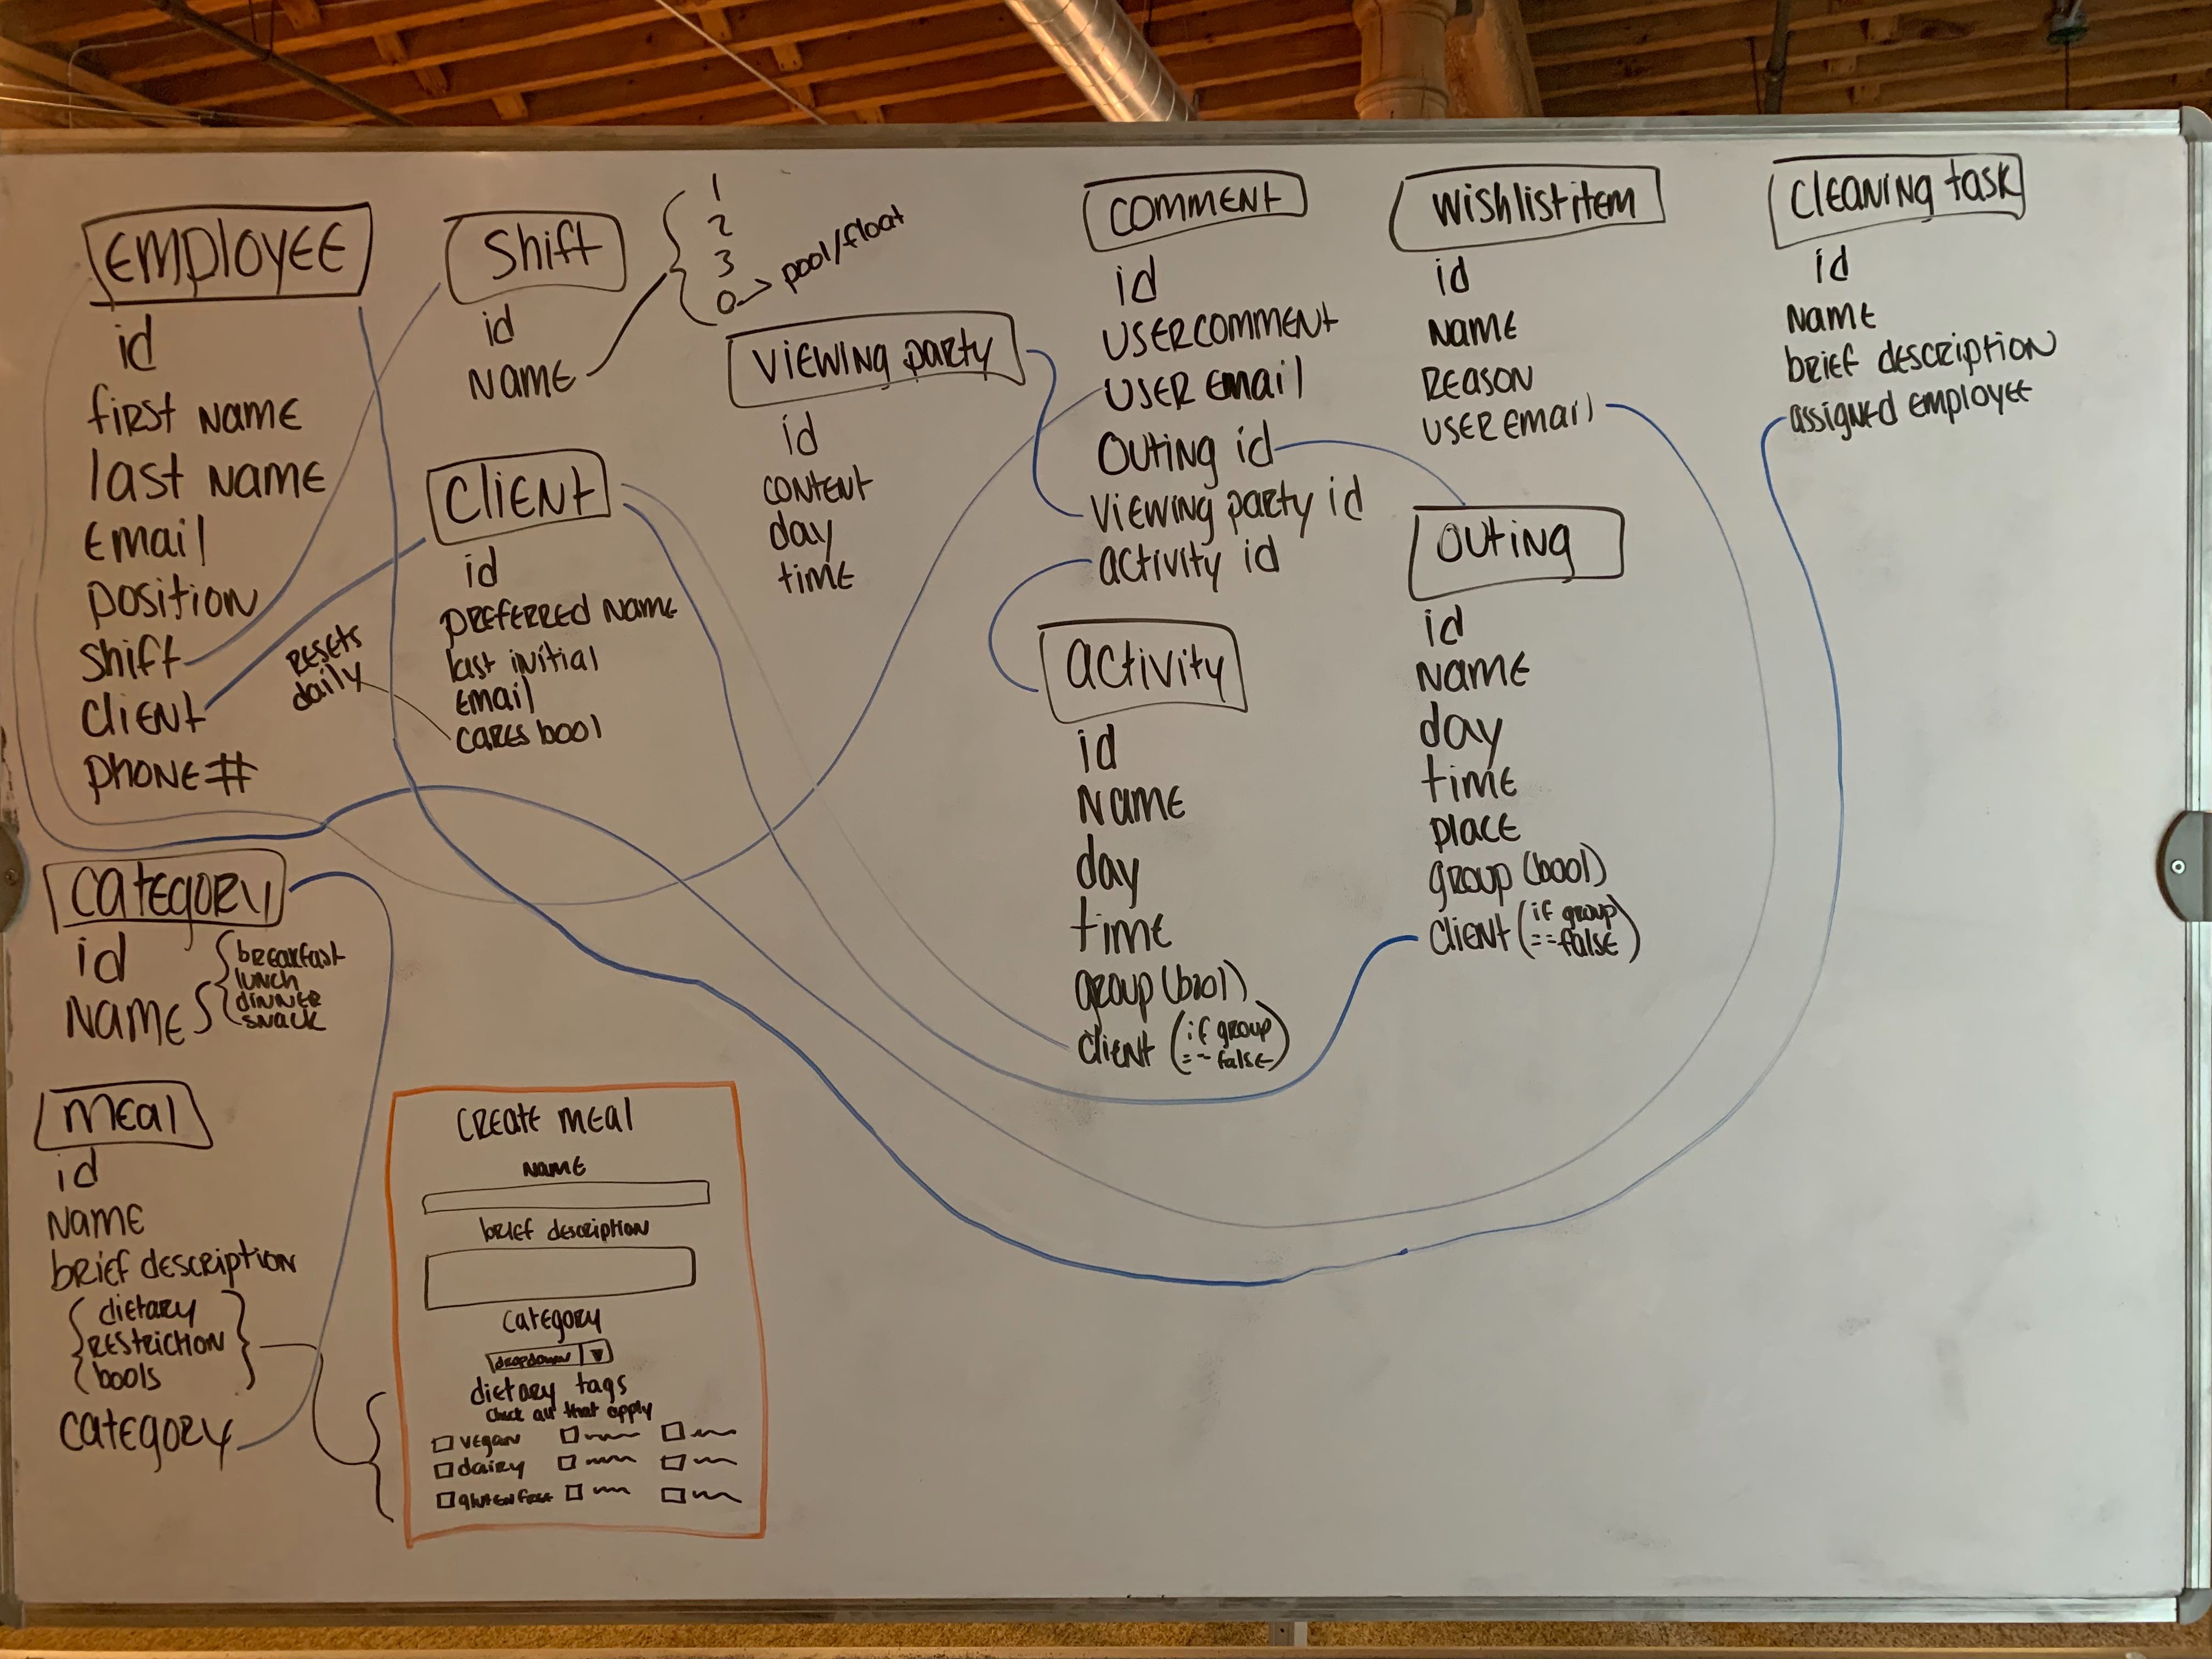 EMPLOYEE
id
first NAME
last NAME
Email
position
shift
client
phone#
Shift
id
NAME
1
2
3
0 → pool/float
CLIENT
id
preferred NAME
last initial
Email
cares bool
resets
daily
Viewing party
id
content
day
time
COMMENT
id
USERCOMMENT
USER Email
Outing id
Viewing party id
activity id
activity
id
NAME
day
time
group (bool)
client (if group
== false)
Wishlistitem
id
NAME
REASON
USER Email
Outing
id
NAME
day
time
place
group (bool)
client (if group
== false)
Cleaning task
id
NAME
brief description
assigned employee
Category
id
NAME
breakfast
lunch
dinner
snack
Meal
id
NAME
brief description
dietary
restriction
bools
category
CREATE MEAL
NAME
brief description
Category
dropdown
dietary tags
check all that apply
vegan
dairy
gluten free